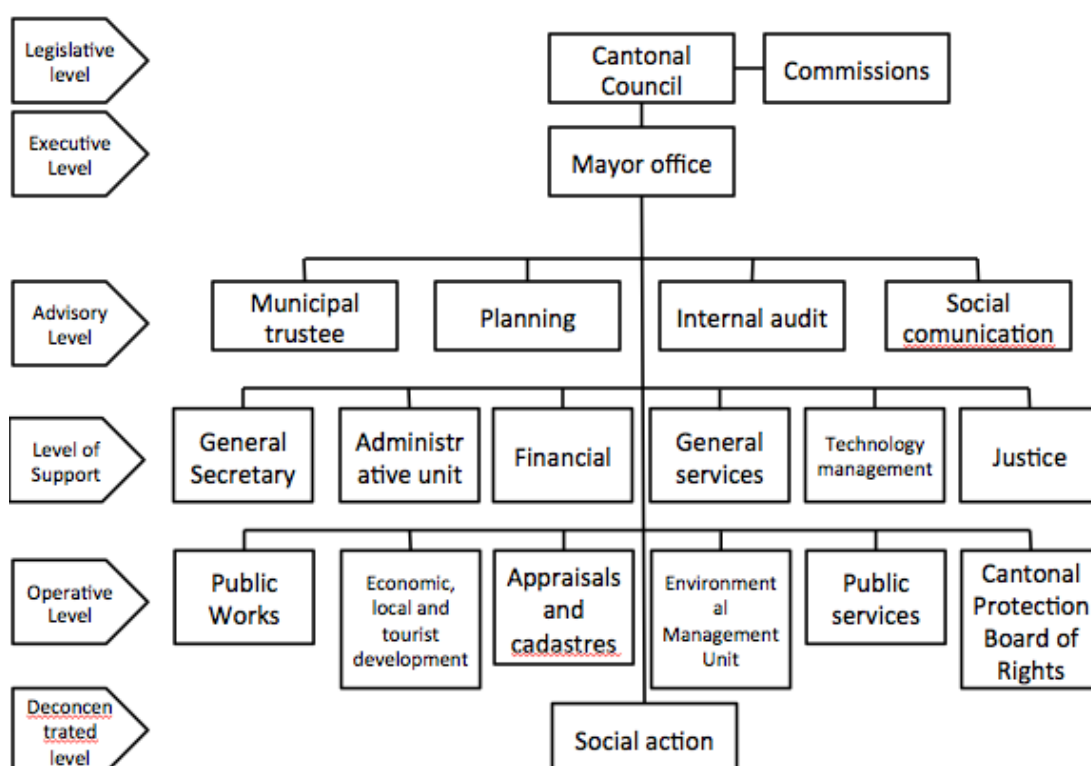 Legislative
level
Cantonal
Council
Commissions
Executive
Level
Mayor office
Advisory
Level
Municipal
trustee
Planning
Internal audit
Social
comunication
Level of
Support
General
Secretary
Administr
ative unit
Financial
General
services
Technology
management
Justice
Operative
Level
Public
Works
Economic,
local and
tourist
development
Appraisals
and
cadastres
Environment
al
Management
Unit
Public
services
Cantonal
Protection
Board of
Rights
Deconcen
trated
level
Social action